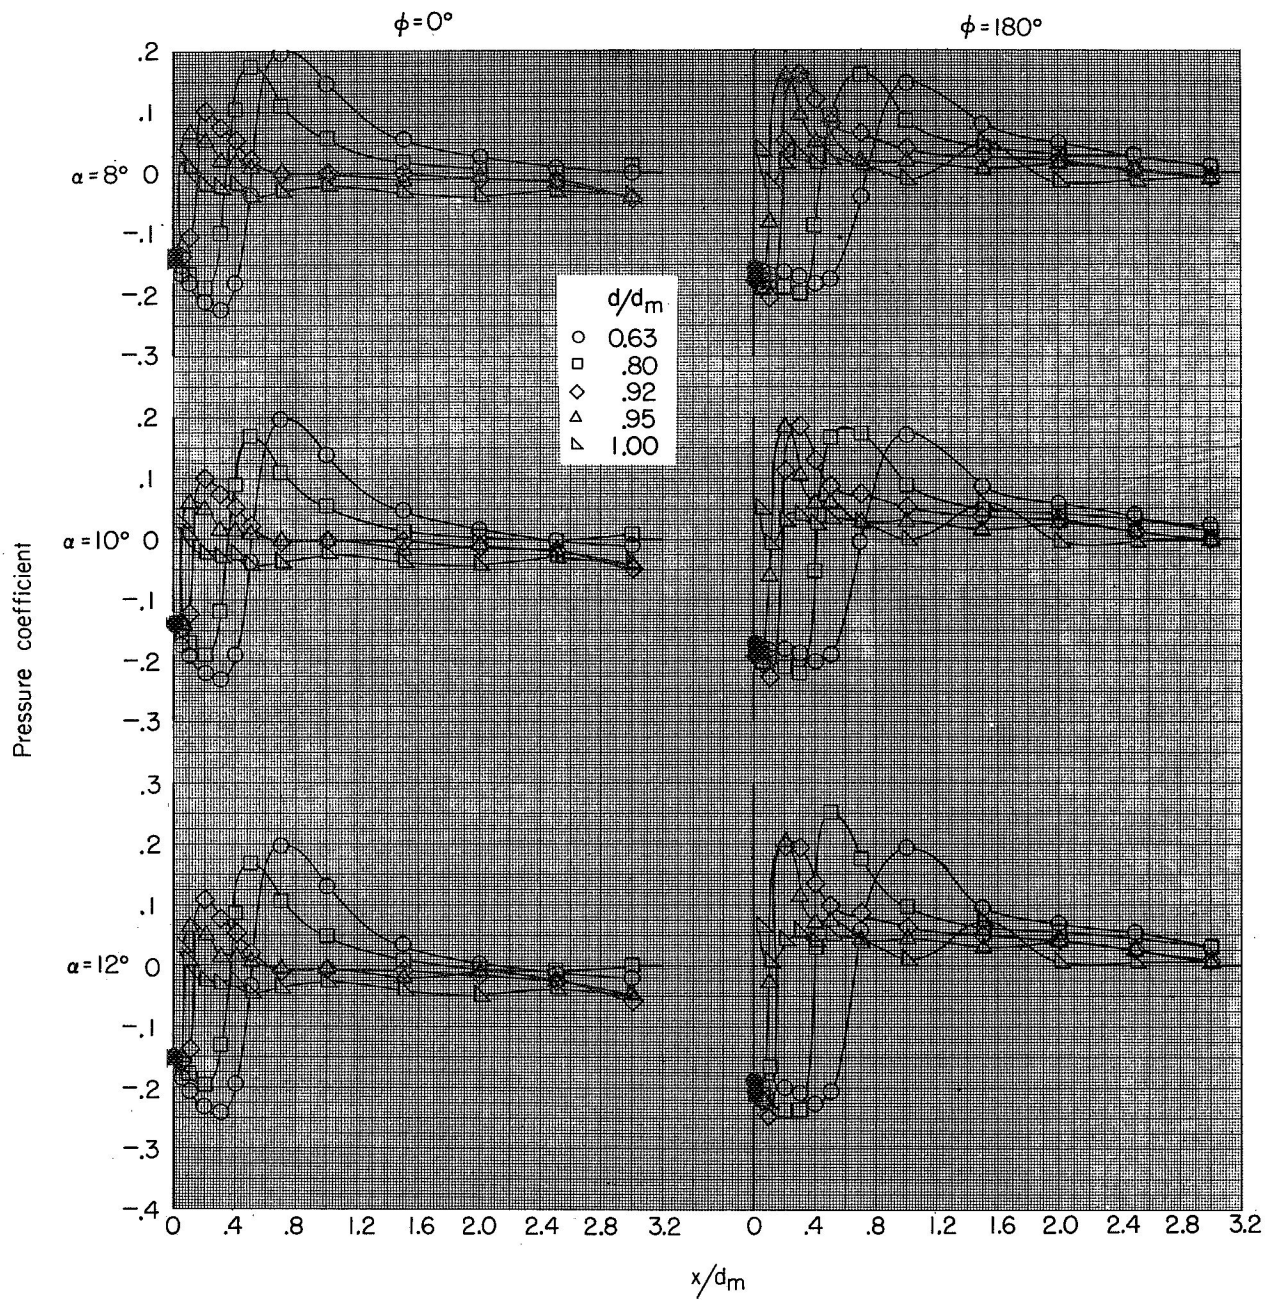 ϕ=0°
ϕ=180°
.2
.1
α=8° 0
-.1
-.2
-.3
d/dm
0.63
.80
.92
.95
1.00
.2
.1
α=10° 0
-.1
-.2
-.3
Pressure coefficient
.3
.2
.1
α=12° 0
-.1
-.2
-.3
-.4
0 .4 .8 1.2 1.6 2.0 2.4 2.8 3.2
0 .4 .8 1.2 1.6 2.0 2.4 2.8 3.2
x/dm